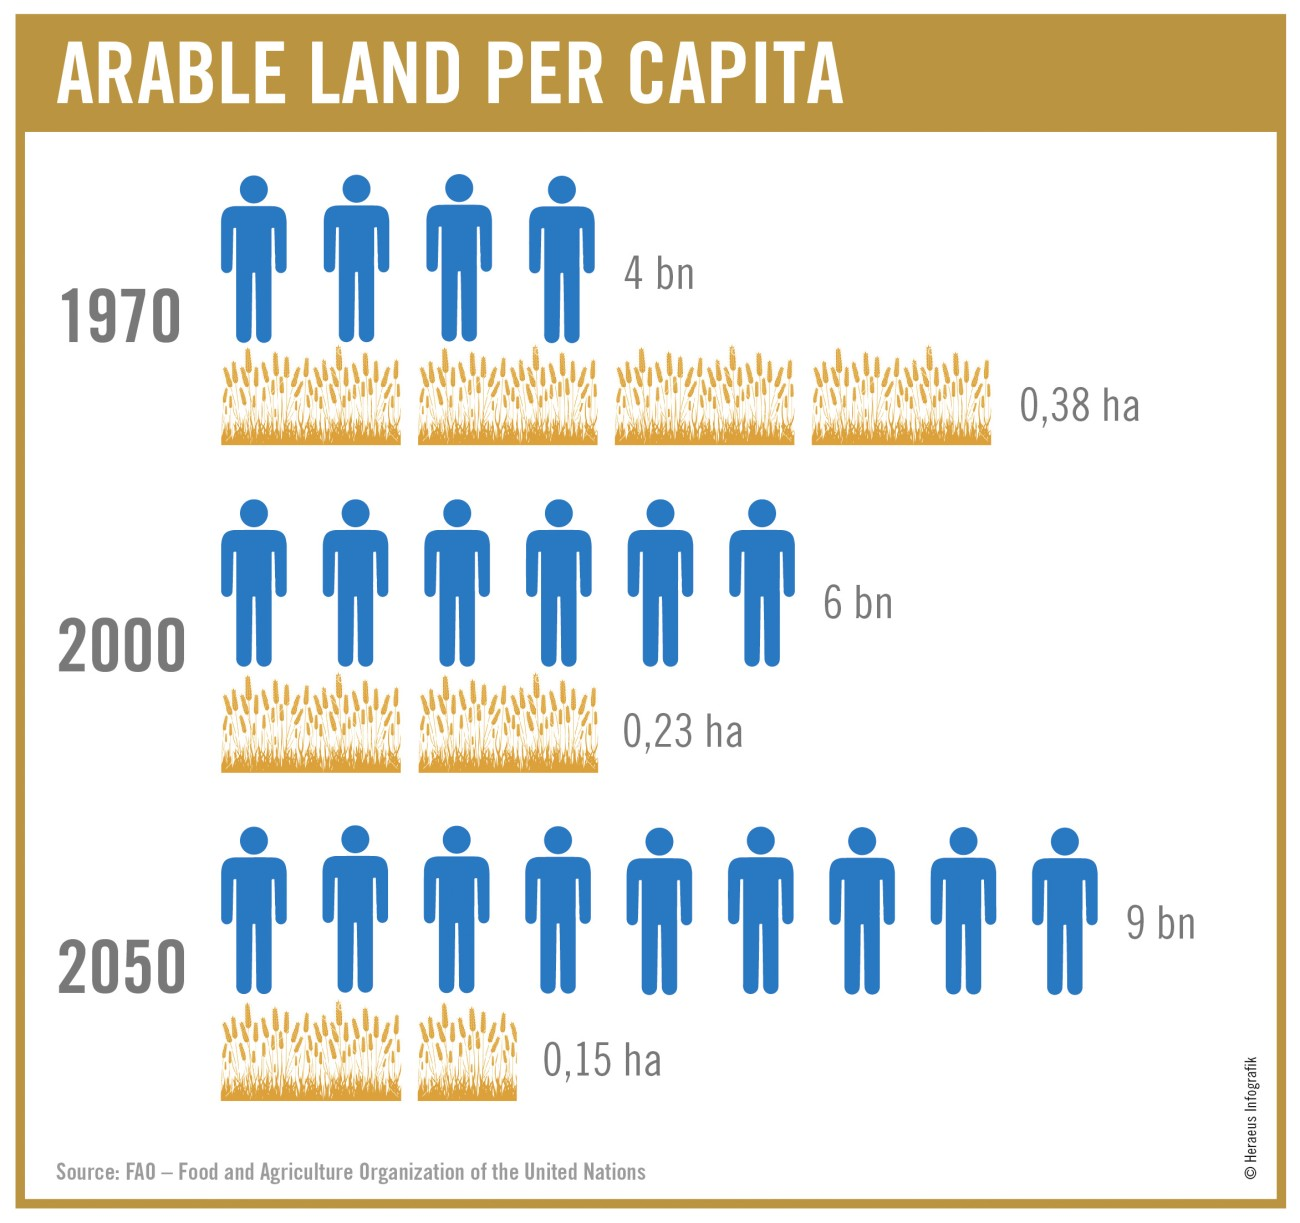 ARABLE LAND PER CAPITA
1970
4 bn
0,38 ha
2000
6 bn
0,23 ha
2050
9 bn
0,15 ha
Source: FAO – Food and Agriculture Organization of the United Nations
© Heraeus Infografik